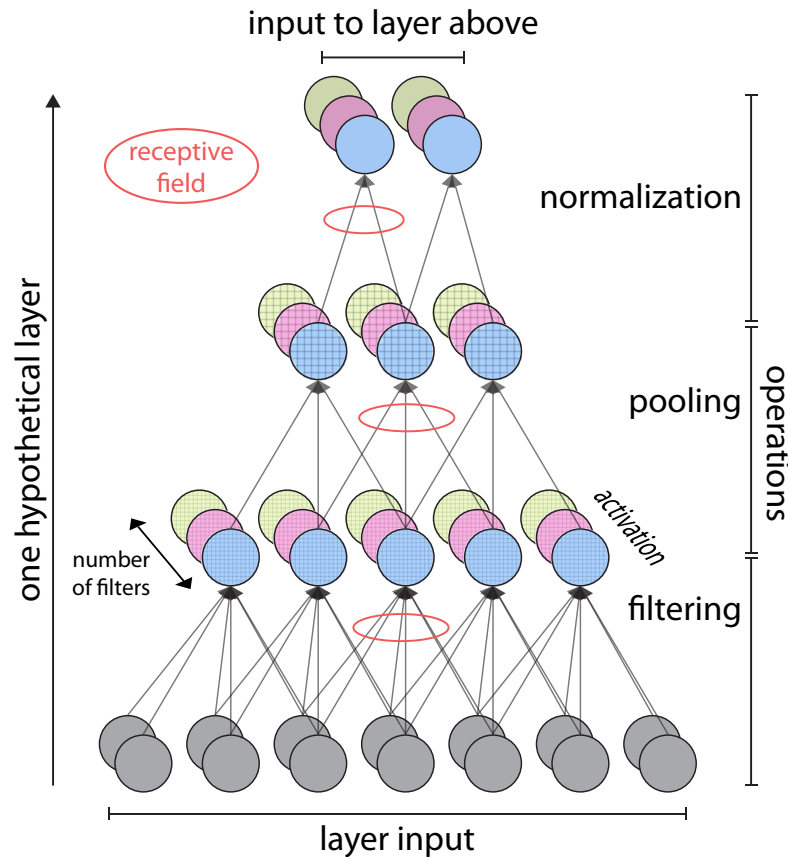 input to layer above
receptive
field
normalization
one hypothetical layer
pooling
operations
activation
number
of filters
filtering
layer input